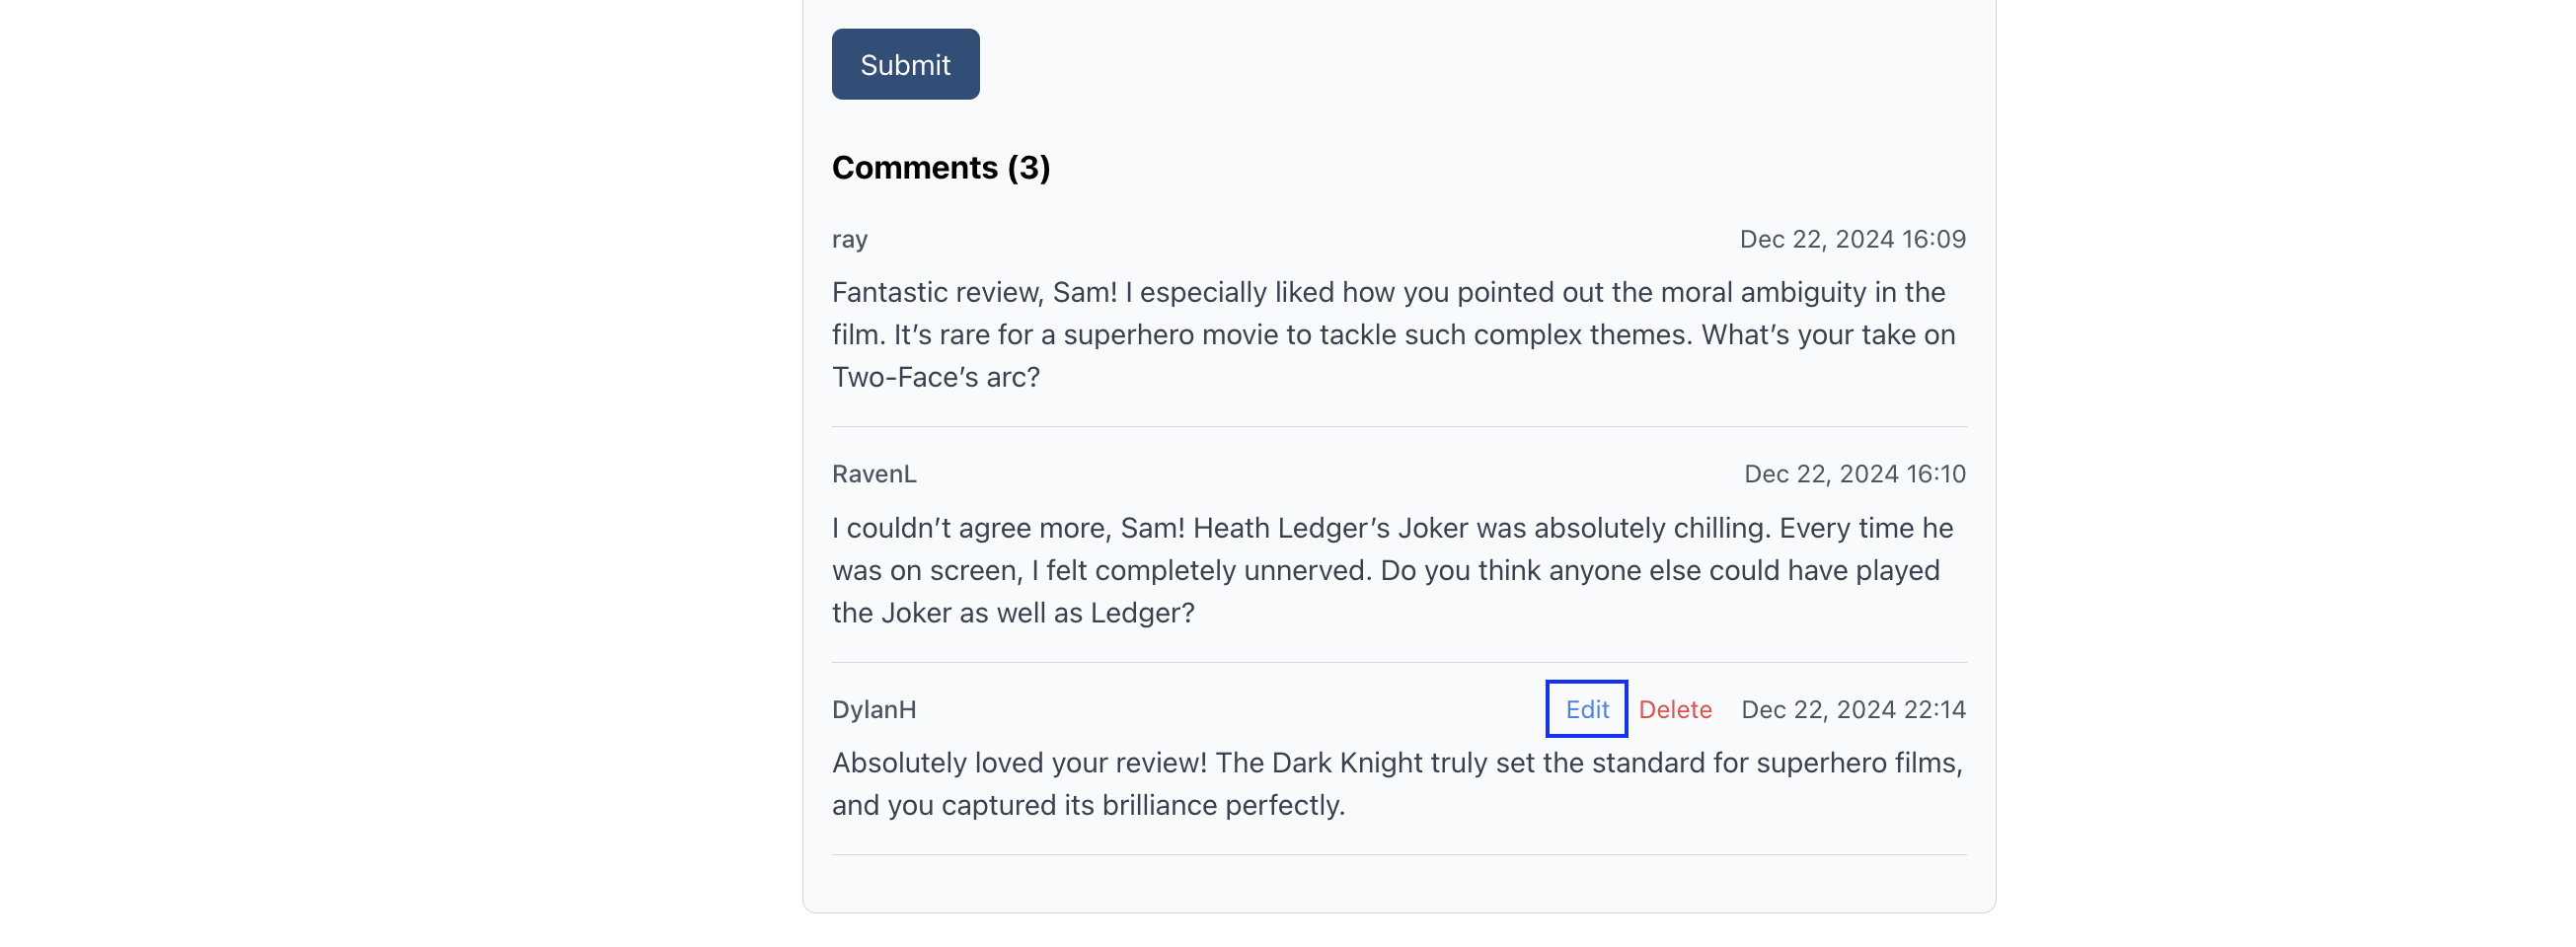 Submit
Comments (3)
ray Dec 22, 2024 16:09
Fantastic review, Sam! I especially liked how you pointed out the moral ambiguity in the
film. It’s rare for a superhero movie to tackle such complex themes. What’s your take on
Two-Face’s arc?
RavenL Dec 22, 2024 16:10
I couldn’t agree more, Sam! Heath Ledger’s Joker was absolutely chilling. Every time he
was on screen, I felt completely unnerved. Do you think anyone else could have played
the Joker as well as Ledger?
DylanH Edit Delete Dec 22, 2024 22:14
Absolutely loved your review! The Dark Knight truly set the standard for superhero films,
and you captured its brilliance perfectly.